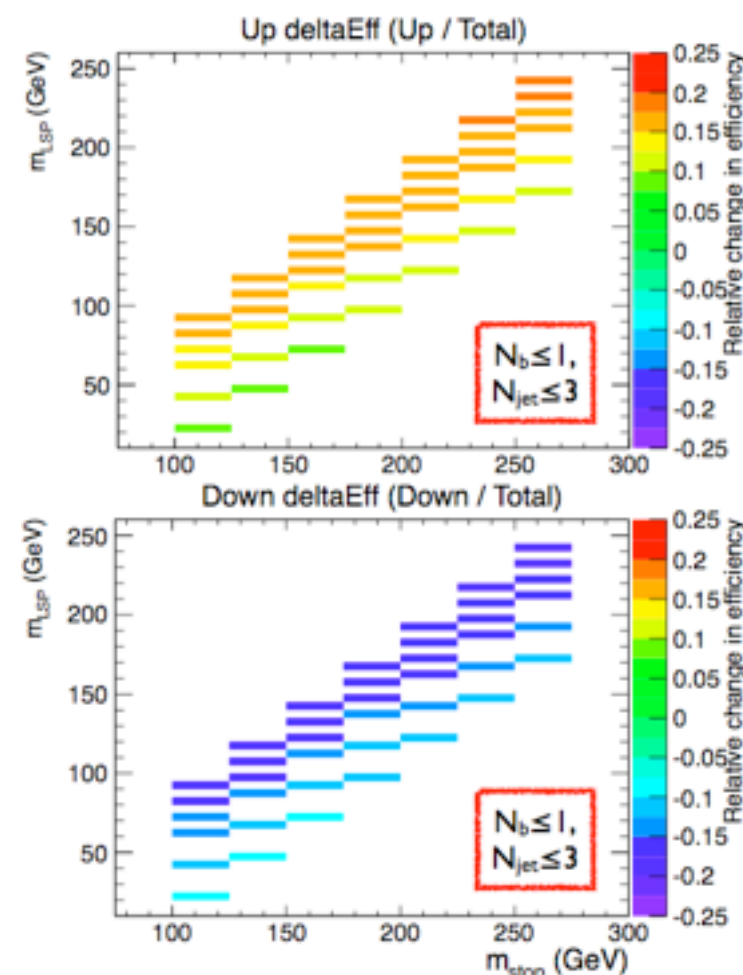 Up deltaEff (Up / Total)
m_LSP (GeV)
250
200
150
100
50
100 150 200 250 300
N_b≤1,
N_jet≤3
0.25
0.2
0.15
0.1
0.05
0
-0.05
-0.1
-0.15
-0.2
-0.25
Relative change in efficiency
Down deltaEff (Down / Total)
m_LSP (GeV)
250
200
150
100
50
100 150 200 250 300
m_stop (GeV)
N_b≤1,
N_jet≤3
0.25
0.2
0.15
0.1
0.05
0
-0.05
-0.1
-0.15
-0.2
-0.25
Relative change in efficiency